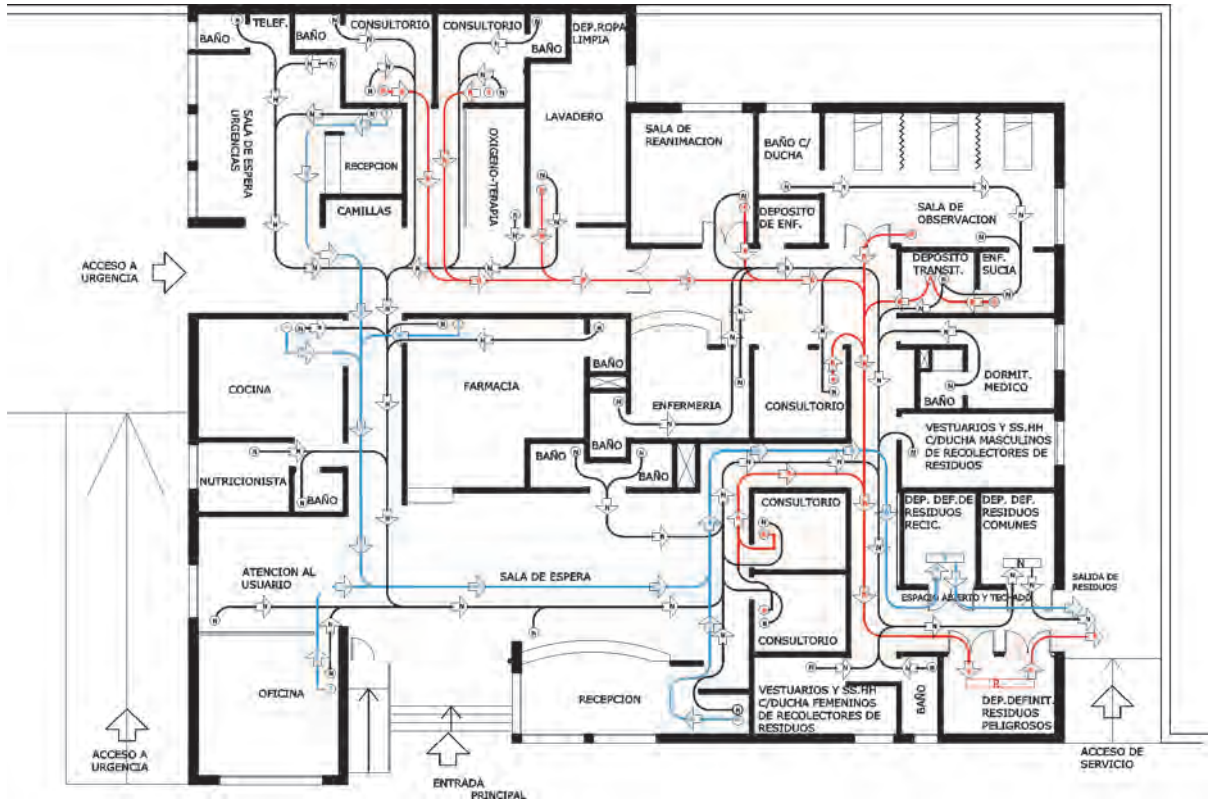 TELEF.
BAÑO
BAÑO
CONSULTORIO
CONSULTORIO
BAÑO
DEP.ROPA
LIMPIA
SALA DE ESPERA
URGENCIAS
RECEPCION
CAMILLAS
OXIGENO-TERAPIA
LAVADERO
SALA DE
REANIMACION
BAÑO C/
DUCHA
DEPOSITO
DE ENF.
SALA DE
OBSERVACION
DEPOSITO
TRANSIT.
ENF.
SUCIA
ACCESO A
URGENCIA
COCINA
FARMACIA
BAÑO
ENFERMERIA
CONSULTORIO
DORMIT.
MEDICO
BAÑO
VESTUARIOS Y SS.HH
C/DUCHA MASCULINOS
DE RECOLECTORES DE
RESIDUOS
BAÑO
BAÑO
BAÑO
NUTRICIONISTA
BAÑO
CONSULTORIO
DEP. DEF.DE
RESIDUOS
RECIC.
DEP. DEF.
RESIDUOS
COMUNES
N
ATENCION AL
USUARIO
SALA DE ESPERA
SALIDA DE
RESIDUOS
ESPACIO ABIERTO Y TECHADO
CONSULTORIO
OFICINA
RECEPCION
VESTUARIOS Y SS.HH
C/DUCHA FEMENINOS
DE RECOLECTORES DE
RESIDUOS
BAÑO
R
DEP.DEFINIT.
RESIDUOS
PELIGROSOS
ACCESO A
URGENCIA
ENTRADA
PRINCIPAL
ACCESO DE
SERVICIO